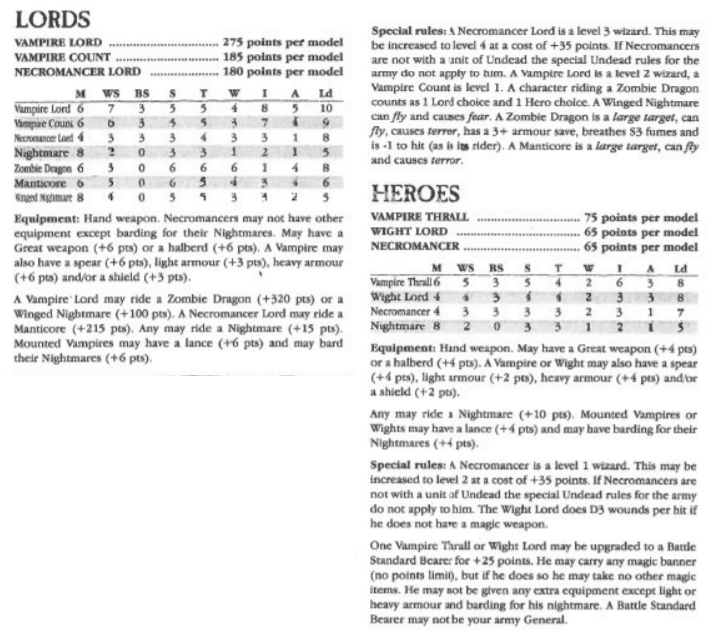 LORDS
VAMPIRE LORD ........................... 275 points per model
VAMPIRE COUNT ........................ 185 points per model
NECROMANCER LORD ................ 180 points per model
M WS BS S T W I A Ld
Vampire Lord 6 7 3 5 5 4 8 5 10
Vampire Count 6 6 3 5 3 7 4 9
Necromancer Lord 4 3 3 3 4 3 3 1 8
Nightmare 8 2 0 3 3 1 2 1 5
Zombie Dragon 6 3 0 6 6 6 1 4 8
Manticore 6 5 0 6 5 4 3 4 6
Winged Nightmare 8 4 0 5 5 3 3 2 5
Equipment: Hand weapon. Necromancers may not have other
equipment except barding for their Nightmares. May have a
Great weapon (+6 pts) or a halberd (+6 pts). A Vampire may
also have a spear (+6 pts), light armour (+3 pts), heavy armour
(+6 pts) and/or a shield (+3 pts).
A Vampire Lord may ride a Zombie Dragon (+320 pts) or a
Winged Nightmare (+100 pts). A Necromancer Lord may ride a
Manticore (+215 pts). Any may ride a Nightmare (+15 pts).
Mounted Vampires may have a lance (+6 pts) and may bard
their Nightmares (+6 pts).
Special rules: A Necromancer Lord is a level 3 wizard. This may
be increased to level 4 at a cost of +35 points. If Necromancers
are not with a unit of Undead the special Undead rules for the
army do not apply to him. A Vampire Lord is a level 2 wizard, a
Vampire Count is level 1. A character riding a Zombie Dragon
counts as 1 Lord choice and 1 Hero choice. A Winged Nightmare
can fly and causes fear. A Zombie Dragon is a large target, can
fly, causes terror, has a 3+ armour save, breathes S3 fumes and
is -1 to hit (as is its rider). A Manticore is a large target, can fly
and causes terror.
HEROES
VAMPIRE THRALL .......................... 75 points per model
WIGHT LORD ................................ 65 points per model
NECROMANCER ............................. 65 points per model
M WS BS S T W I A Ld
Vampire Thrall 6 5 3 5 4 2 6 3 8
Wight Lord 4 4 3 4 4 2 3 3 8
Necromancer 4 3 3 3 3 2 3 1 7
Nightmare 8 2 0 3 3 1 2 1 5
Equipment: Hand weapon. May have a Great weapon (+4 pts)
or a halberd (+4 pts). A Vampire or Wight may also have a spear
(+4 pts), light armour (+2 pts), heavy armour (+4 pts) and/or
a shield (+2 pts).
Any may ride a Nightmare (+10 pts). Mounted Vampires or
Wights may have a lance (+4 pts) and may have barding for their
Nightmares (+4 pts).
Special rules: A Necromancer is a level 1 wizard. This may be
increased to level 2 at a cost of +35 points. If Necromancers are
not with a unit of Undead the special Undead rules for the army
do not apply to him. The Wight Lord does D3 wounds per hit if
he does not have a magic weapon.
One Vampire Thrall or Wight Lord may be upgraded to a Battle
Standard Bearer for +25 points. He may carry any magic banner
(no points limit), but if he does so he may take no other magic
items. He may not be given any extra equipment except light or
heavy armour and barding for his nightmare. A Battle Standard
Bearer may not be your army General.